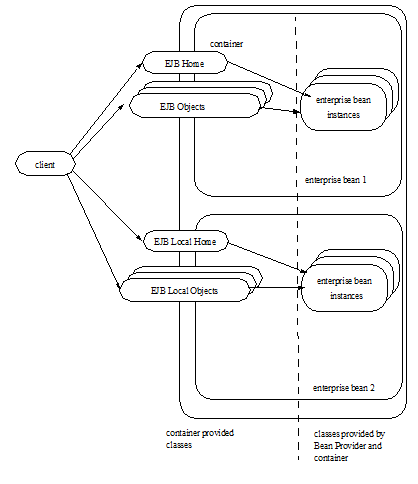 container
EJB Home
enterprise bean
instances
EJB Objects
client
enterprise bean 1
EJB Local Home
enterprise bean
instances
EJB Local Objects
enterprise bean 2
container provided
classes
classes provided by
Bean Provider and
container